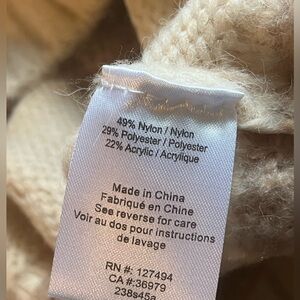 49% Nylon / Nylon
29% Polyester / Polyester
22% Acrylic / Acrylique
Made in China
Fabriqué en Chine
See reverse for care
Voir au dos pour instructions
de lavage
RN #: 127494
CA #:36979
238s45a